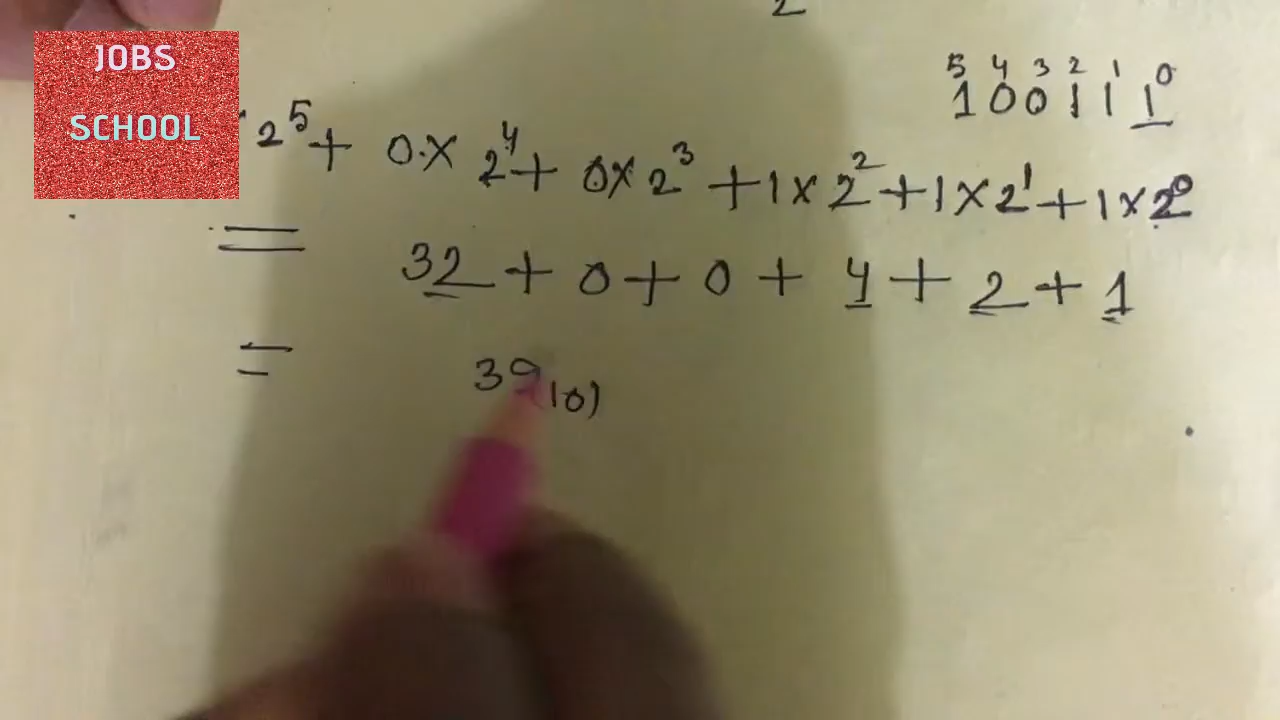 JOBS
SCHOOL
2
5 4 3 2 1 0
1 0 0 1 1 1
2⁵ + 0 × 2⁴ + 0 × 2³ + 1 × 2² + 1 × 2¹ + 1 × 2⁰
= 32 + 0 + 0 + 4 + 2 + 1
= 39(10)